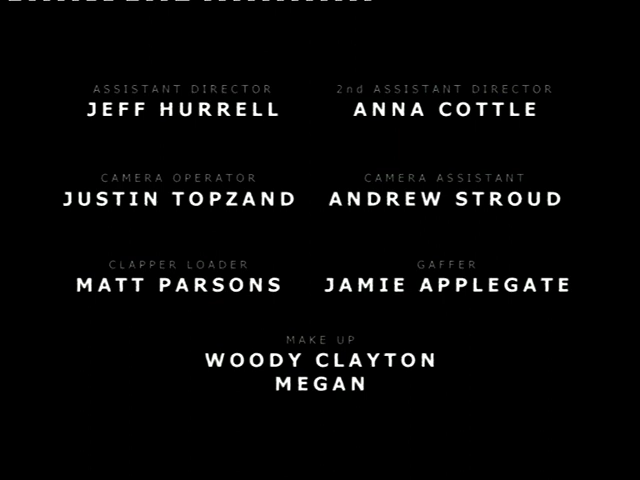 ASSISTANT DIRECTOR
JEFF HURRELL
2nd ASSISTANT DIRECTOR
ANNA COTTLE
CAMERA OPERATOR
JUSTIN TOPZAND
CAMERA ASSISTANT
ANDREW STROUD
CLAPPER LOADER
MATT PARSONS
GAFFER
JAMIE APPLEGATE
MAKE UP
WOODY CLAYTON
MEGAN